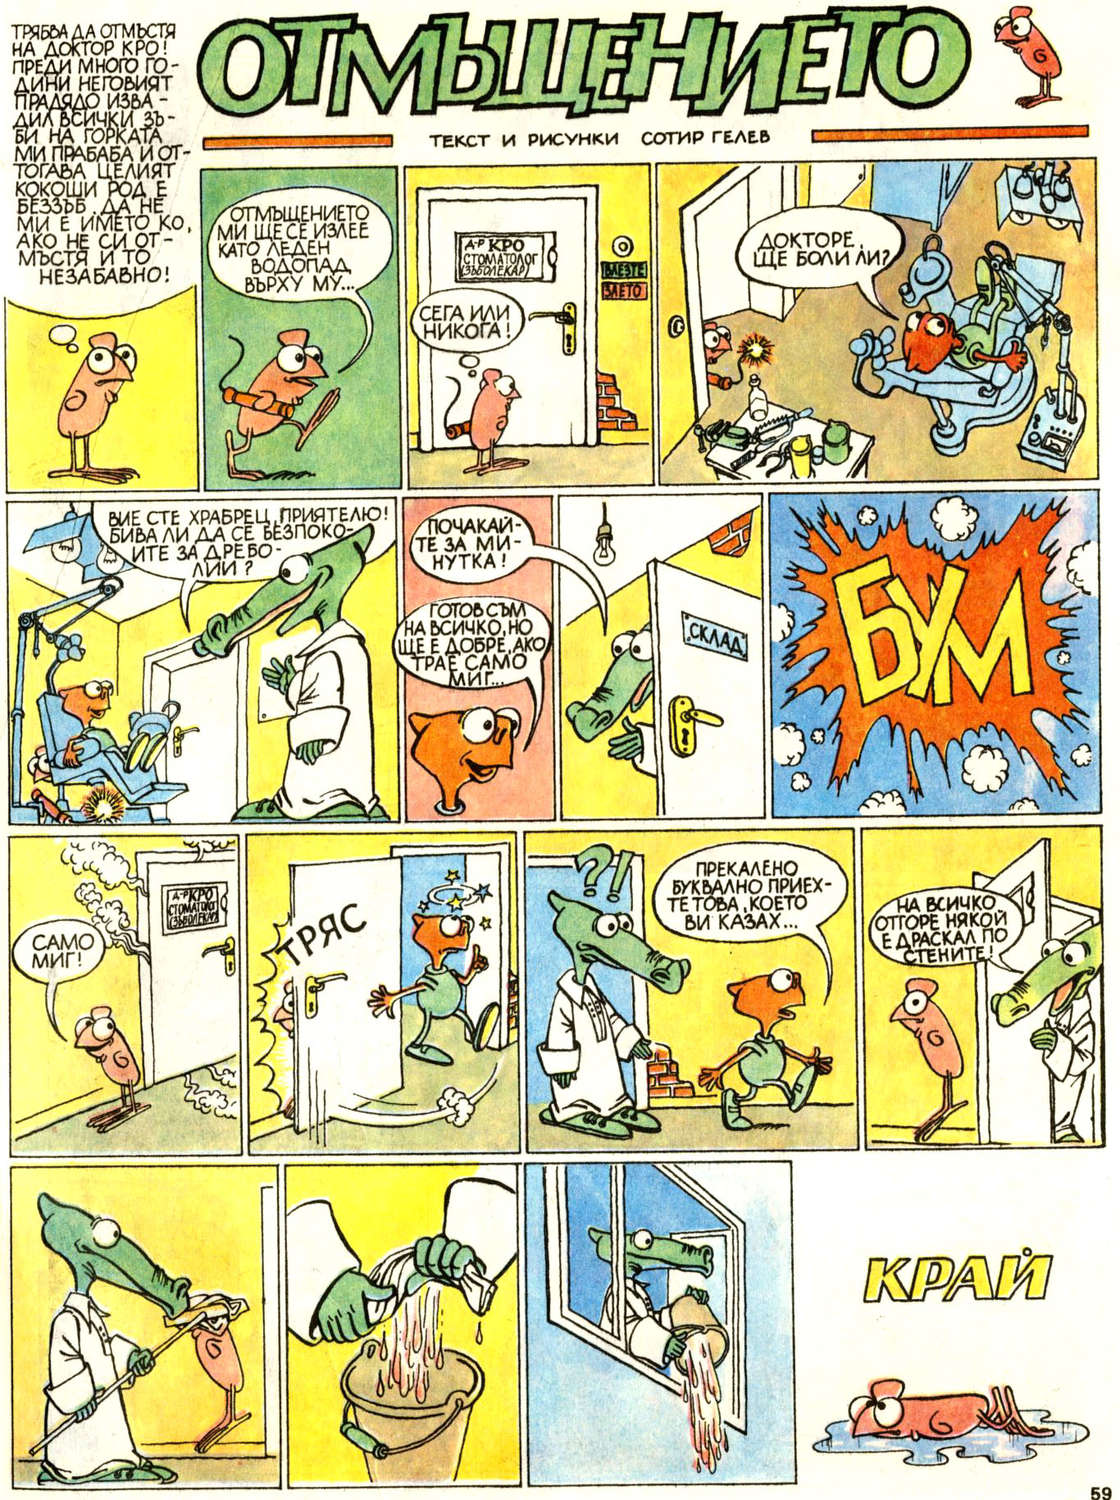 ОТМЪЩЕНИЕТО
ТЕКСТ И РИСУНКИ СОТИР ГЕЛЕВ
ТРЯБВА ДА ОТМЪСТЯ
НА ДОКТОР КРО!
ПРЕДИ МНОГО ГО-
ДИНИ НЕГОВИЯТ
ПРАДЯДО ИЗВА-
ДИЛ ВСИЧКИ ЗЪ-
БИ НА ГОРКАТА
МИ ПРАБАБА И ОТ-
ТОГАВА ЦЕЛИЯТ
КОКОШИ РОД Е
БЕЗЗЪБ. ДА НЕ
МИ Е ИМЕТО КО,
АКО НЕ СИ ОТ-
МЪСТЯ И ТО
НЕЗАБАВНО!
ОТМЪЩЕНИЕТО
МИ ЩЕ СЕ ИЗЛЕЕ
КАТО ЛЕДЕН
ВОДОПАД
ВЪРХУ МУ...
Д-Р КРО
СТОМАТОЛОГ
(ЗЪБОЛЕКАР)
ВЛЕЗТЕ
ЗАЕТО
СЕГА ИЛИ
НИКОГА!
ДОКТОРЕ,
ЩЕ БОЛИ ЛИ?
ВИЕ СТЕ ХРАБРЕЦ, ПРИЯТЕЛЮ!
БИВА ЛИ ДА СЕ БЕЗПОКО-
ИТЕ ЗА ДРЕБО-
ЛИИ?
ПОЧАКАЙ-
ТЕ ЗА МИ-
НУТКА!
ГОТОВ СЪМ
НА ВСИЧКО, НО
ЩЕ Е ДОБРЕ, АКО
ТРАЕ САМО
МИГ...
"СКЛАД"
БУМ
САМО
МИГ!
Д-Р КРО
СТОМАТОЛОГ
(ЗЪБОЛЕКАР)
ТРЯС
?!
ПРЕКАЛЕНО
БУКВАЛНО ПРИЕХ-
ТЕ ТОВА, КОЕТО
ВИ КАЗАХ...
НА ВСИЧКО
ОТГОРЕ НЯКОЙ
Е ДРАСКАЛ ПО
СТЕНИТЕ!
КРАЙ
59